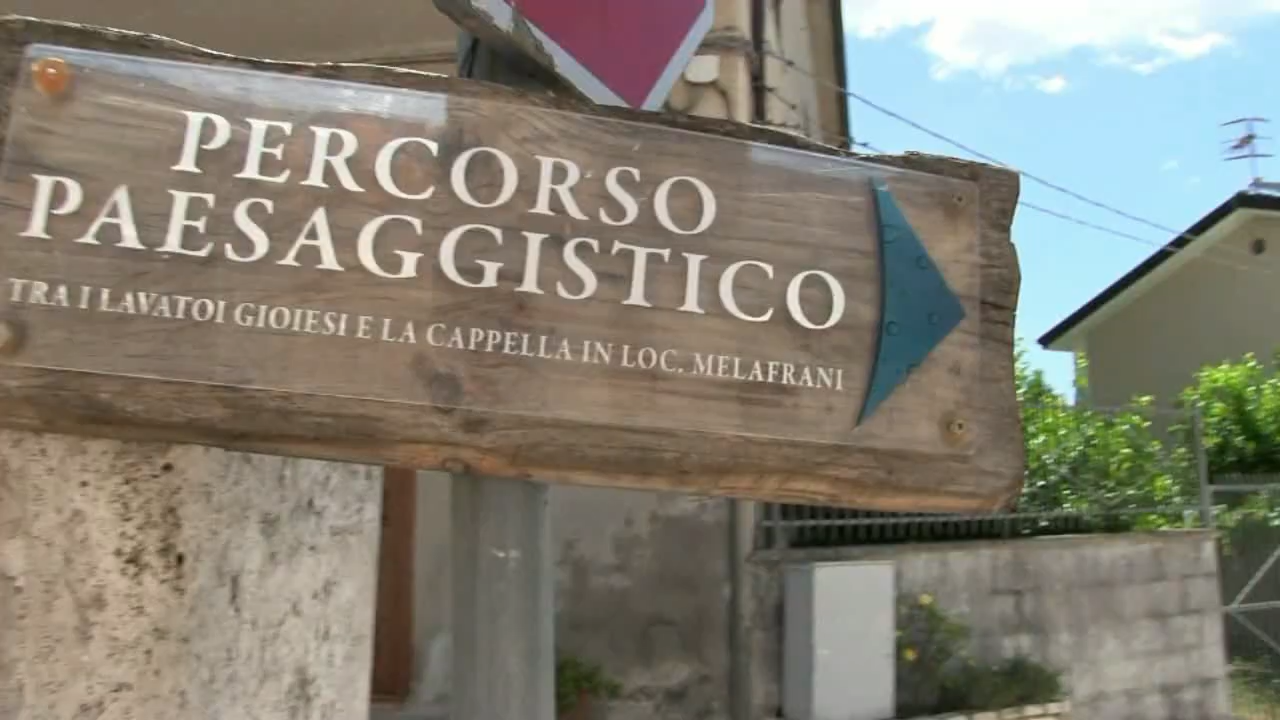 PERCORSO
PAESAGGISTICO
TRA I LAVATOI GIOIESI E LA CAPPELLA IN LOC. MELAFRANI